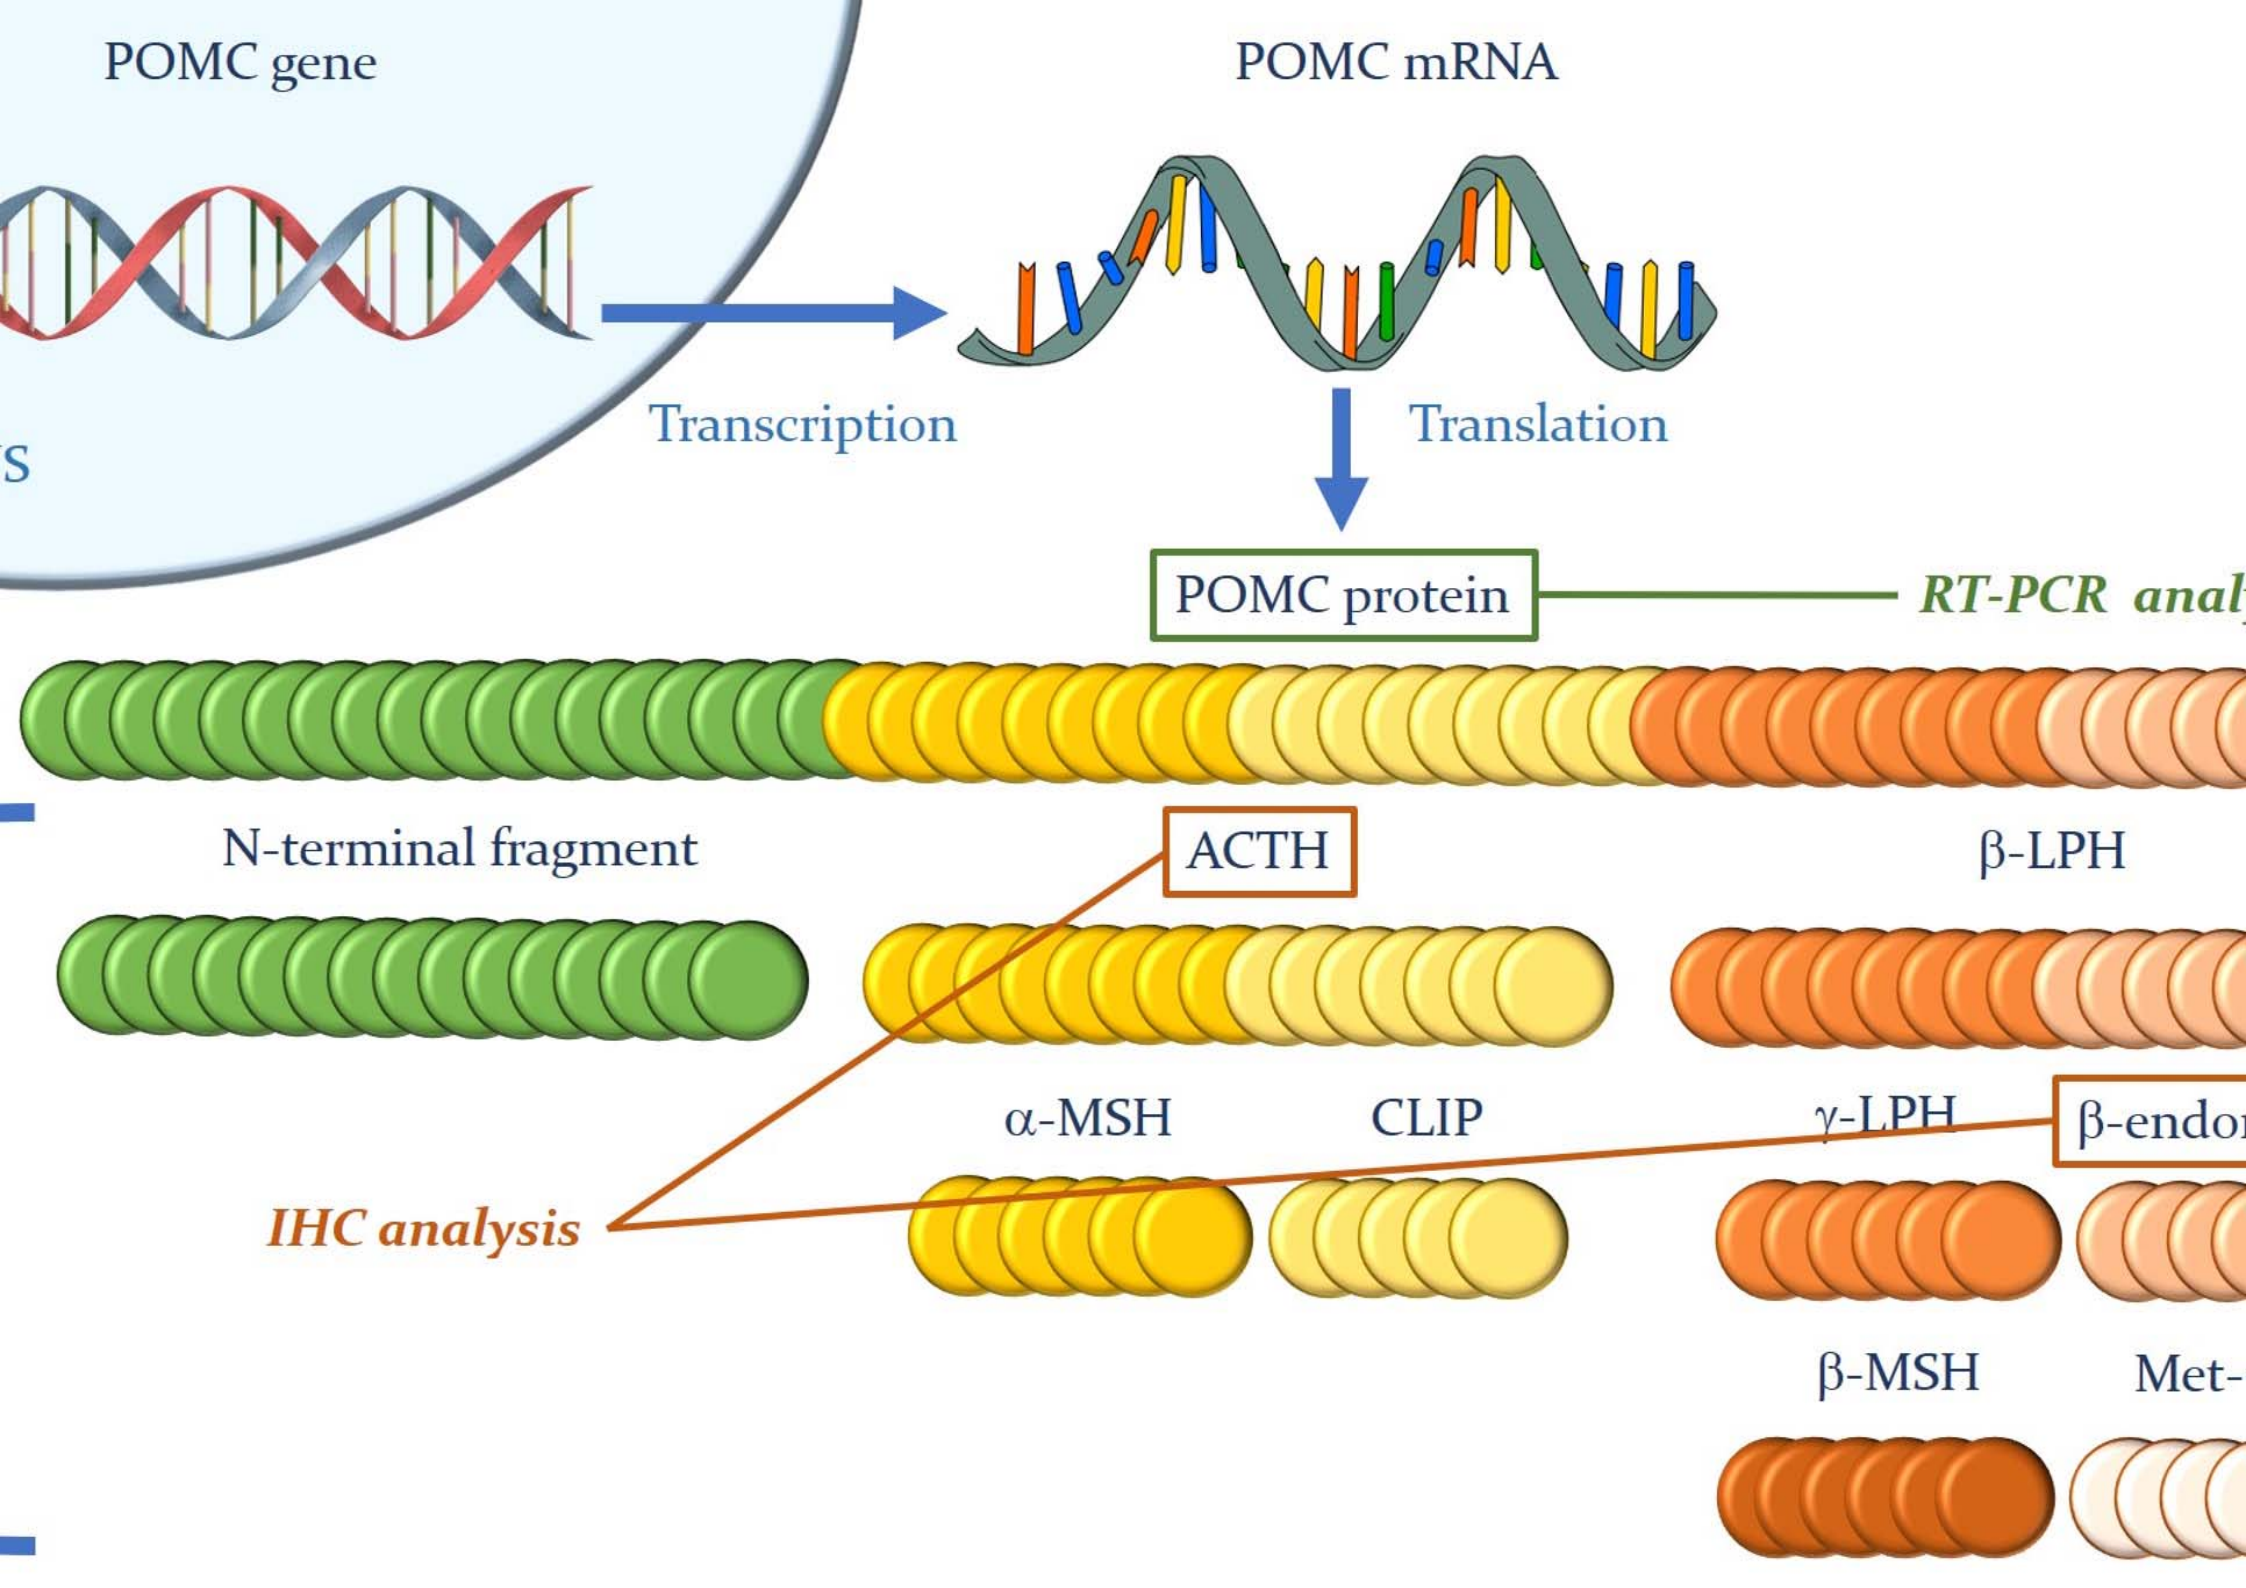 POMC gene
POMC mRNA
Transcription
Translation
POMC protein
RT-PCR
N-terminal fragment
ACTH
β-LPH
α-MSH
CLIP
γ-LPH
IHC analysis
β-MSH
Met-